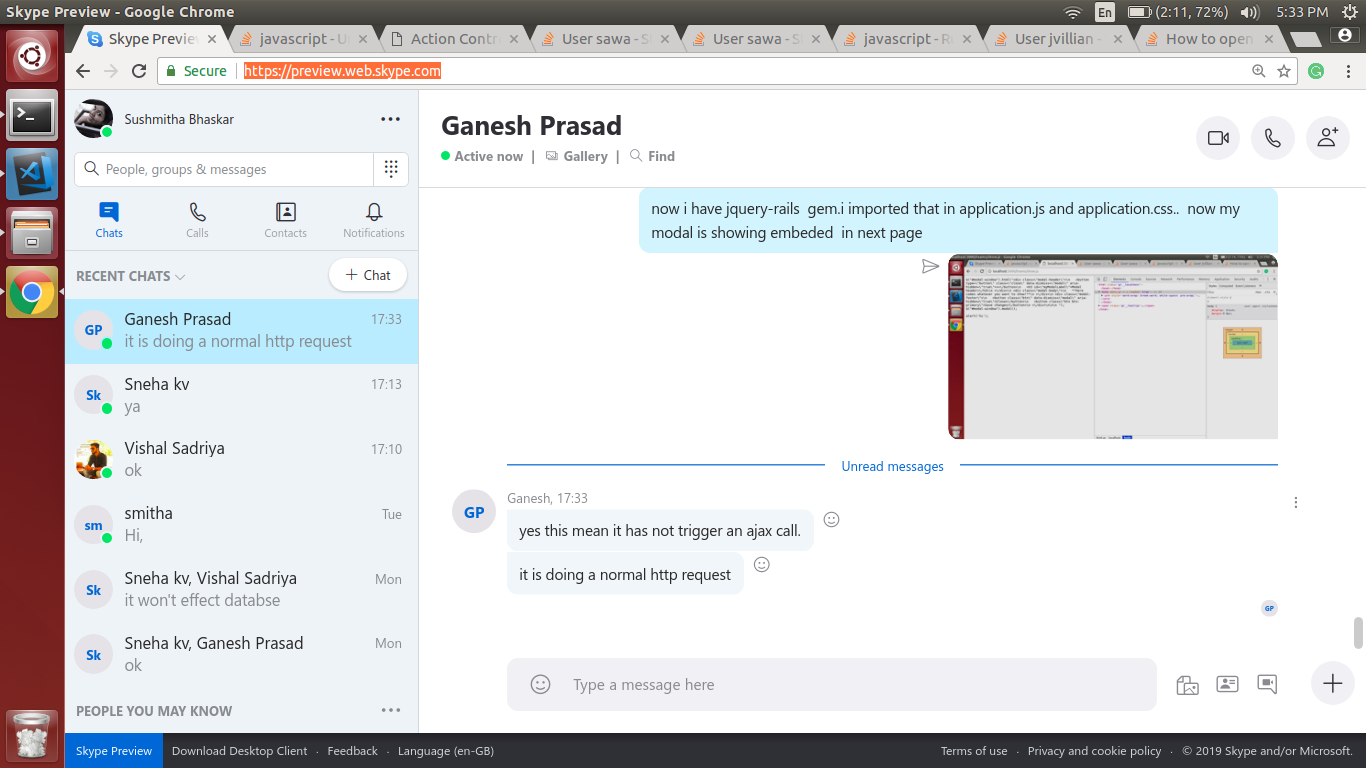 Skype Preview - Google Chrome
En
(2:11, 72%)
5:33 PM
Skype Previe
javascript - U
Action Contr
User sawa - S
User sawa - S
javascript - R
User jvillian -
How to open
Secure
https://preview.web.skype.com
Sushmitha Bhaskar
People, groups & messages
Chats
Calls
Contacts
Notifications
RECENT CHATS
+ Chat
GP
Ganesh Prasad
17:33
it is doing a normal http request
Sk
Sneha kv
17:13
ya
Vishal Sadriya
17:10
ok
sm
smitha
Tue
Hi,
Sk
Sneha kv, Vishal Sadriya
Mon
it won't effect databse
Sk
Sneha kv, Ganesh Prasad
Mon
ok
PEOPLE YOU MAY KNOW
Ganesh Prasad
Active now | Gallery | Find
now i have jquery-rails gem.i imported that in application.js and application.css.. now my
modal is showing embeded in next page
Unread messages
GP
Ganesh, 17:33
yes this mean it has not trigger an ajax call.
it is doing a normal http request
GP
Type a message here
Skype Preview
Download Desktop Client · Feedback · Language (en-GB)
Terms of use · Privacy and cookie policy · © 2019 Skype and/or Microsoft.